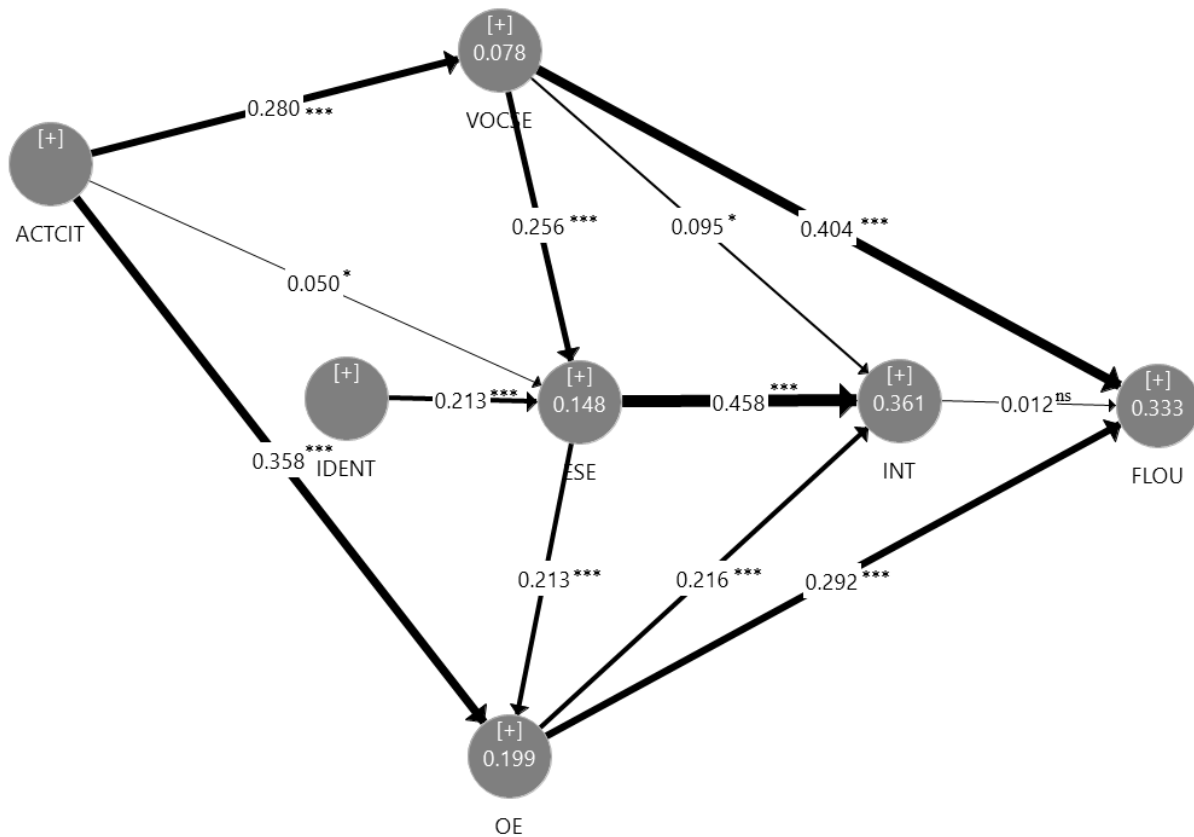 [+]
0.078
VOCSE
0.280 ***
[+]
ACTCIT
0.256 ***
0.095 *
0.404 ***
0.050 *
[+]
IDENT
0.213 ***
[+]
0.148
ESE
0.458 ***
[+]
0.361
INT
0.012 ns
[+]
0.333
FLOU
0.358 ***
0.213 ***
0.216 ***
0.292 ***
[+]
0.199
OE